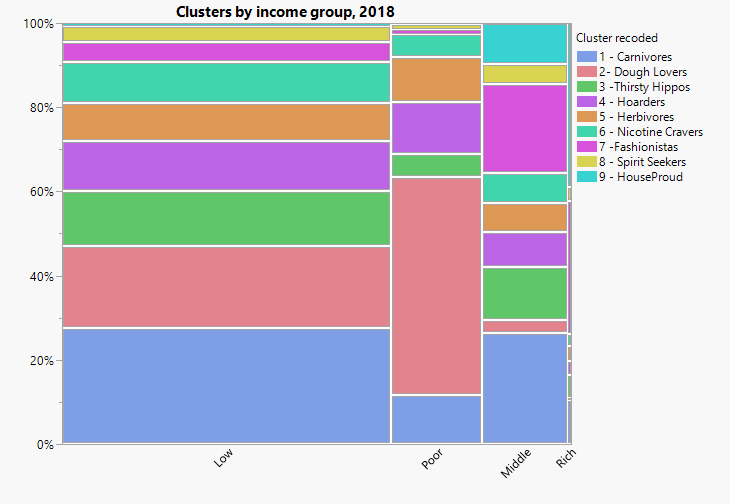 Clusters by income group, 2018
100%
80%
60%
40%
20%
0%
Low
Poor
Middle
Rich
Cluster recoded
1 - Carnivores
2- Dough Lovers
3 -Thirsty Hippos
4 - Hoarders
5 - Herbivores
6 - Nicotine Cravers
7 -Fashionistas
8 - Spirit Seekers
9 - HouseProud